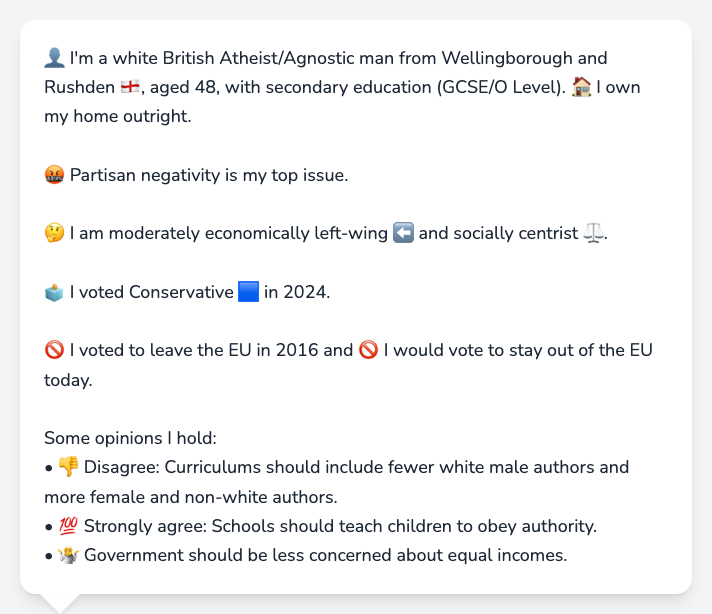 👤 I'm a white British Atheist/Agnostic man from Wellingborough and
Rushden 🏴󠁧󠁢󠁥󠁮󠁧󠁿, aged 48, with secondary education (GCSE/O Level). 🏠 I own
my home outright.
🤬 Partisan negativity is my top issue.
🤔 I am moderately economically left-wing ⬅️ and socially centrist ⚖️.
🗳️ I voted Conservative 🟦 in 2024.
🚫 I voted to leave the EU in 2016 and 🚫 I would vote to stay out of the EU
today.
Some opinions I hold:
• 👎 Disagree: Curriculums should include fewer white male authors and
more female and non-white authors.
• 💯 Strongly agree: Schools should teach children to obey authority.
• 🤷 Government should be less concerned about equal incomes.